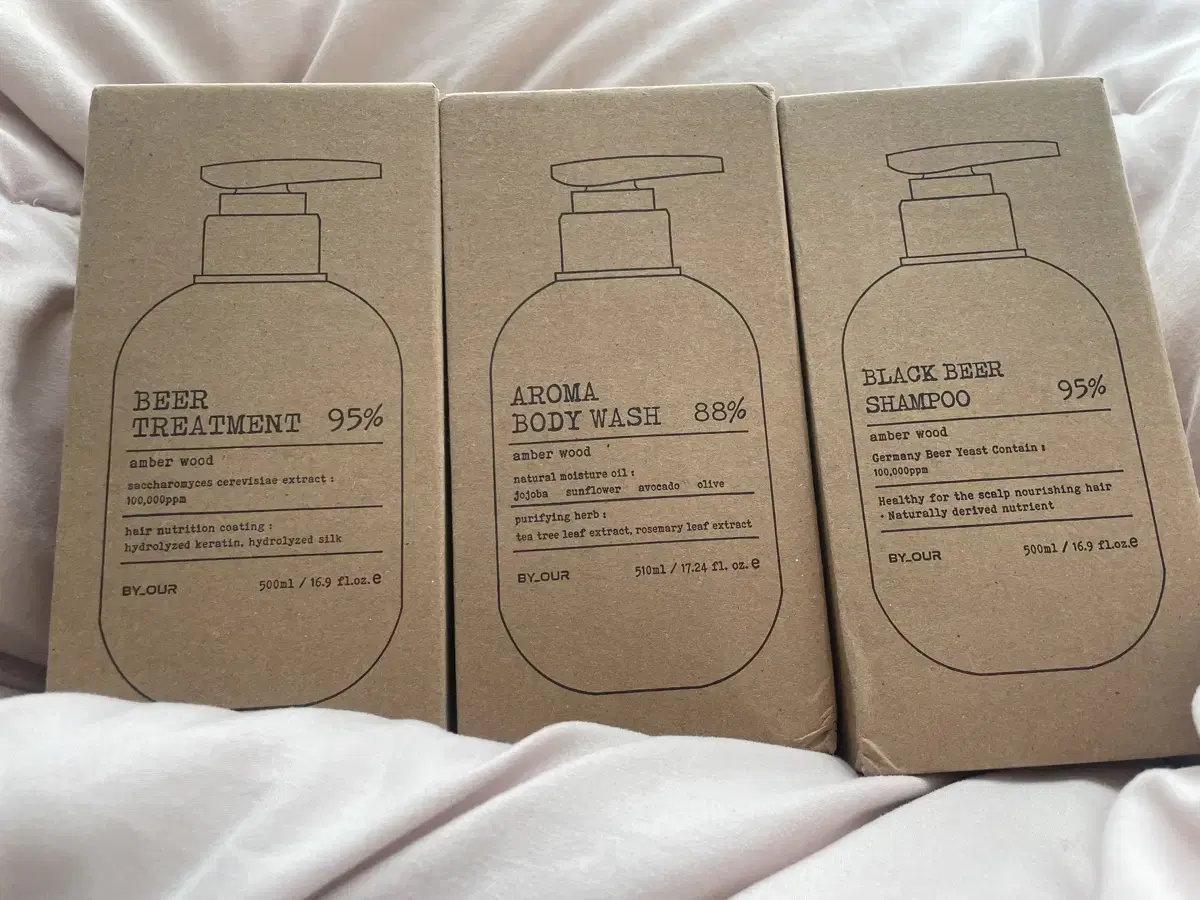 BEER
TREATMENT 95%
amber wood
saccharomyces cerevisiae extract :
100,000ppm
hair nutrition coating :
hydrolyzed keratin, hydrolyzed silk
BY_OUR 500ml / 16.9 fl.oz. e
AROMA
BODY WASH 88%
amber wood
natural moisture oil :
jojoba sunflower avocado olive
purifying herb :
tea tree leaf extract, rosemary leaf extract
BY_OUR 510ml / 17.24 fl. oz. e
BLACK BEER
SHAMPOO 95%
amber wood
Germany Beer Yeast Contain :
100,000ppm
Healthy for the scalp nourishing hair
· Naturally derived nutrient
BY_OUR 500ml / 16.9 fl.oz. e